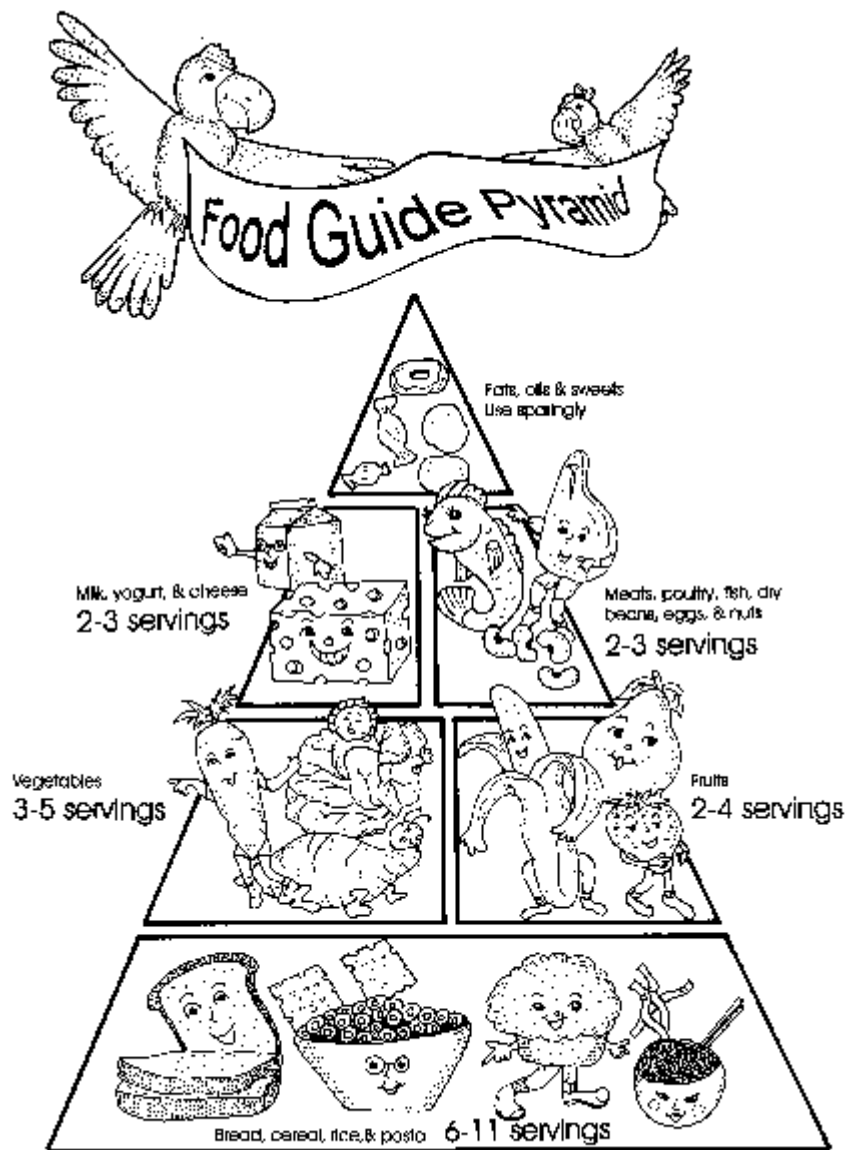 Food Guide Pyramid
Fats, oils & sweets
Use sparingly
Milk, yogurt, & cheese
2-3 servings
Meats, poultry, fish, dry
beans, eggs, & nuts
2-3 servings
Vegetables
3-5 servings
Fruits
2-4 servings
Bread, cereal, rice, & pasta 6-11 servings